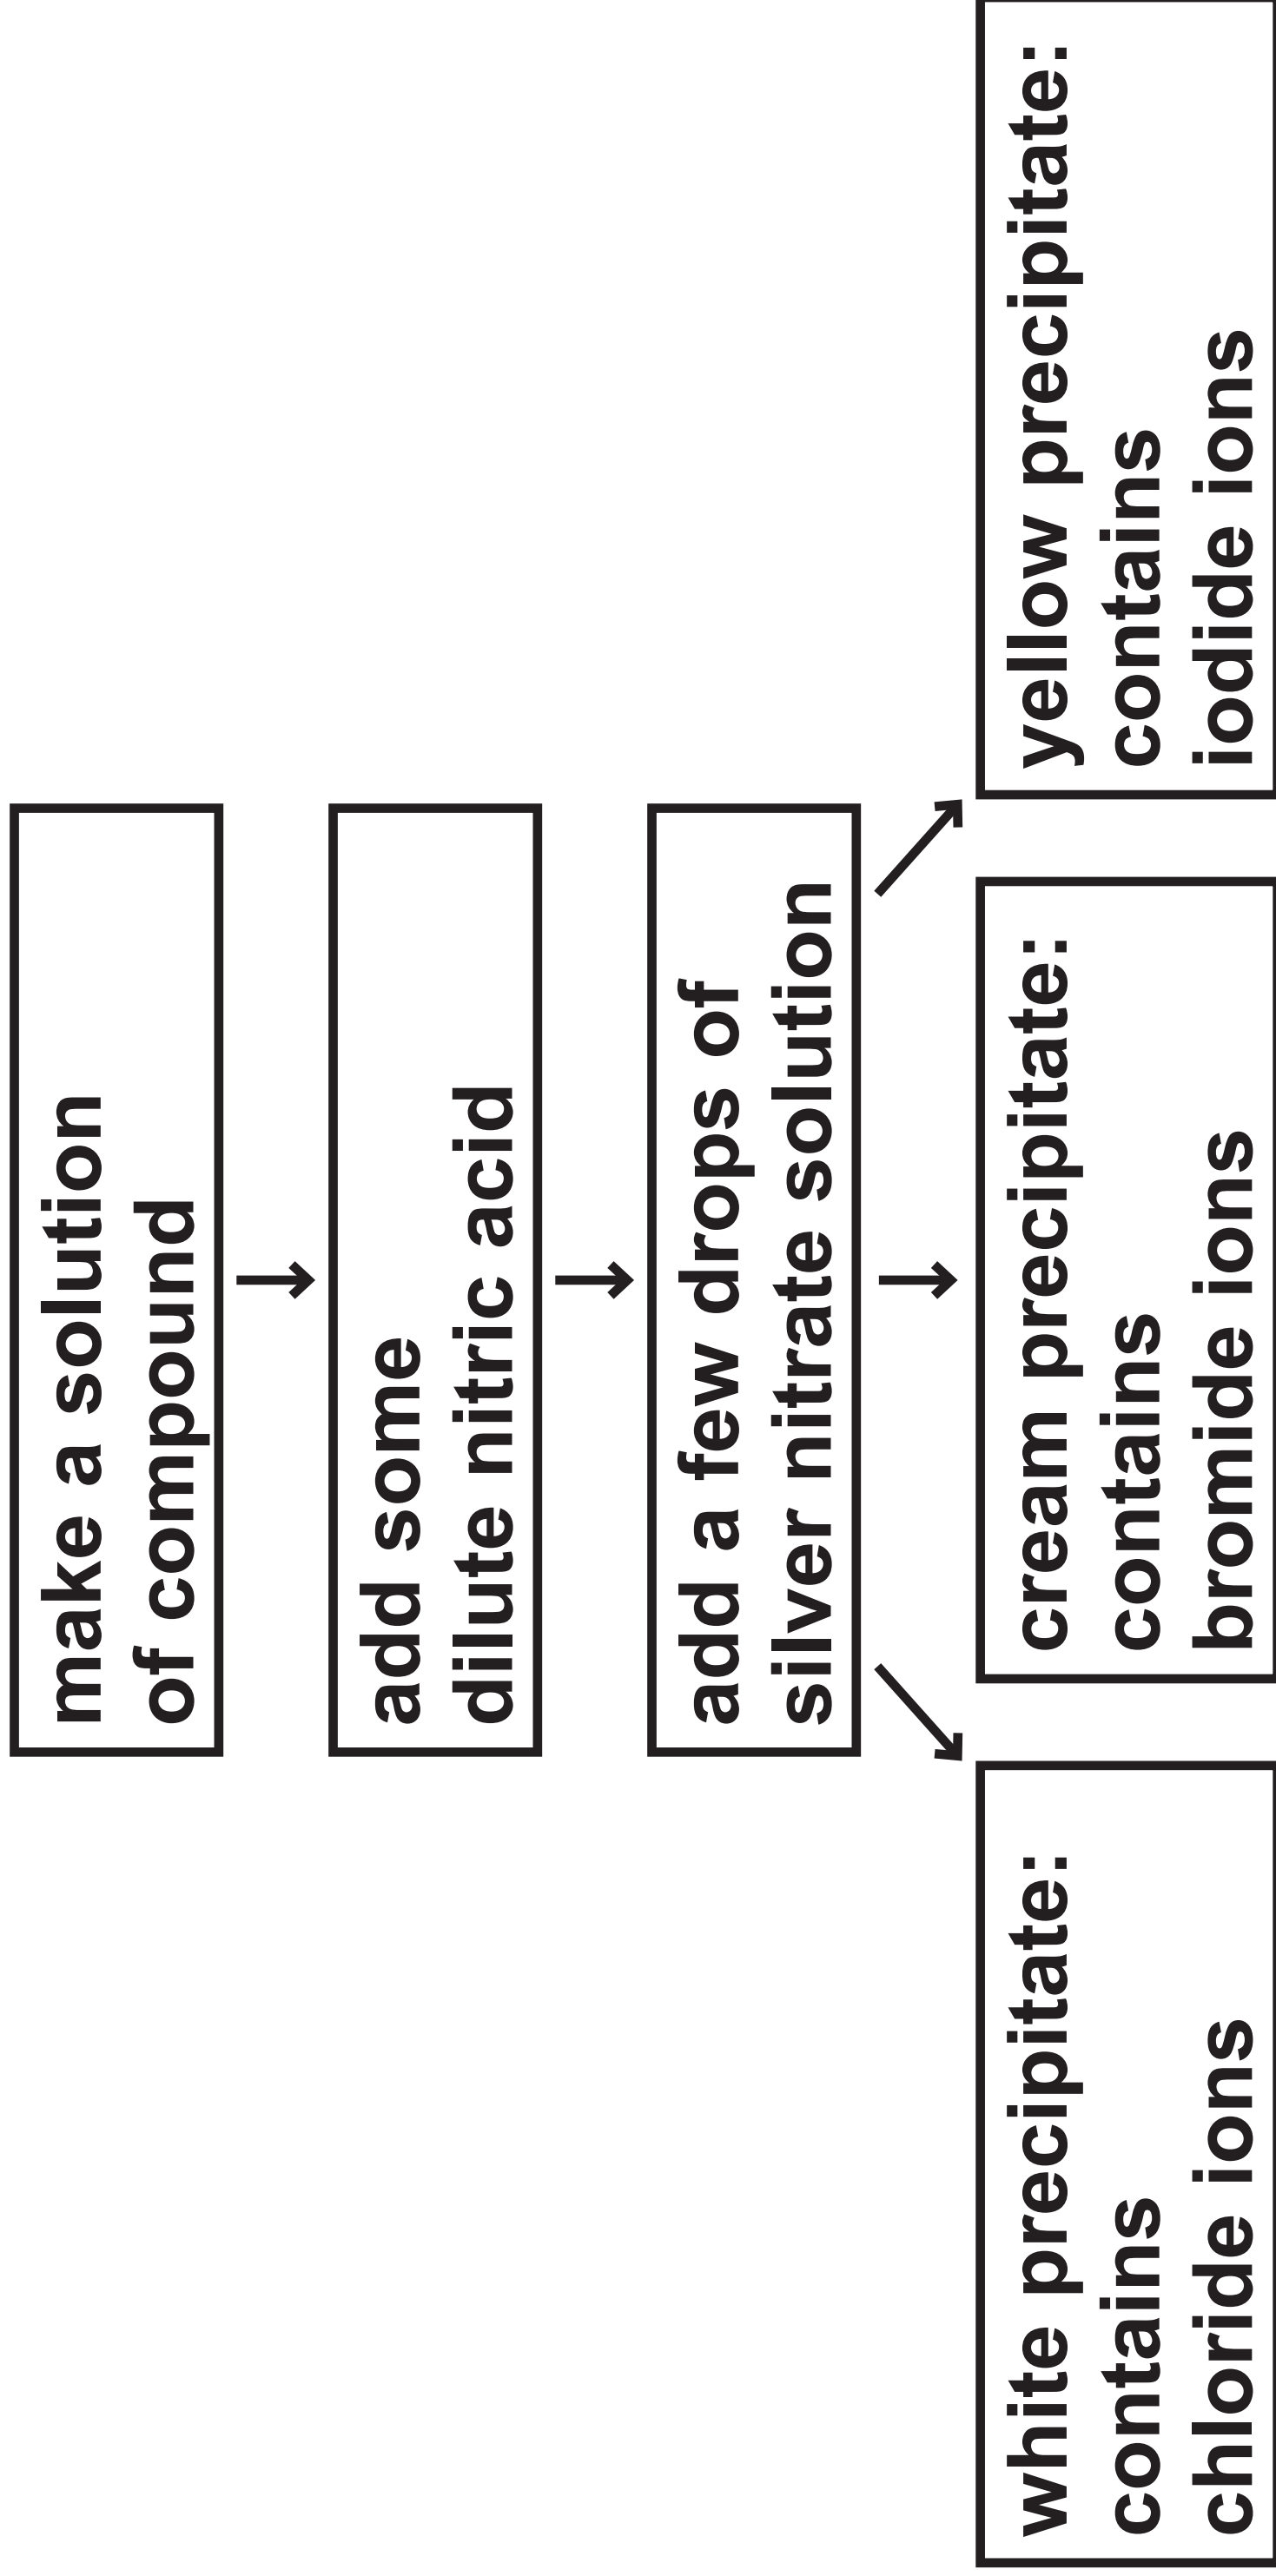 make a solution
of compound
add some
dilute nitric acid
add a few drops of
silver nitrate solution
white precipitate:
contains
chloride ions
cream precipitate:
contains
bromide ions
yellow precipitate:
contains
iodide ions